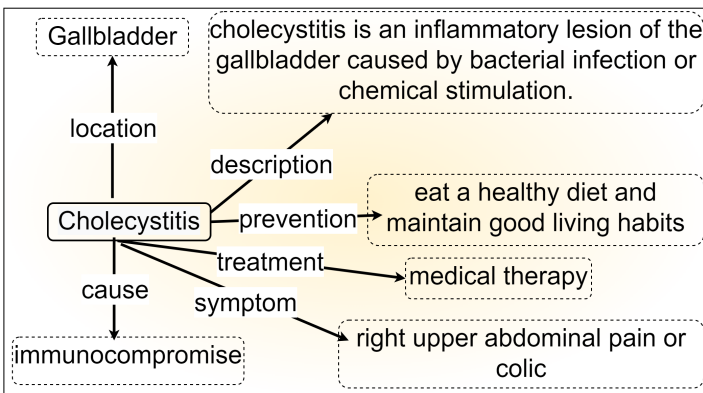 Gallbladder
cholecystitis is an inflammatory lesion of the
gallbladder caused by bacterial infection or
chemical stimulation.
location
description
Cholecystitis
prevention
eat a healthy diet and
maintain good living habits
treatment
medical therapy
cause
symptom
immunocompromise
right upper abdominal pain or
colic